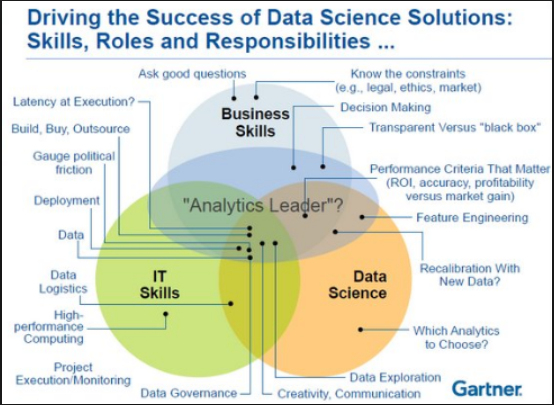 Driving the Success of Data Science Solutions:
Skills, Roles and Responsibilities ...
Ask good questions
Know the constraints
(e.g., legal, ethics, market)
Latency at Execution?
Business
Skills
Decision Making
Build, Buy, Outsource
Transparent Versus "black box"
Gauge political
friction
Performance Criteria That Matter
(ROI, accuracy, profitability
versus market gain)
Deployment
"Analytics Leader"?
Feature Engineering
Data
Data
Logistics
IT
Skills
Data
Science
Recalibration With
New Data?
High-
performance
Computing
Which Analytics
to Choose?
Project
Execution/Monitoring
Data Exploration
Data Governance
Creativity, Communication
Gartner.